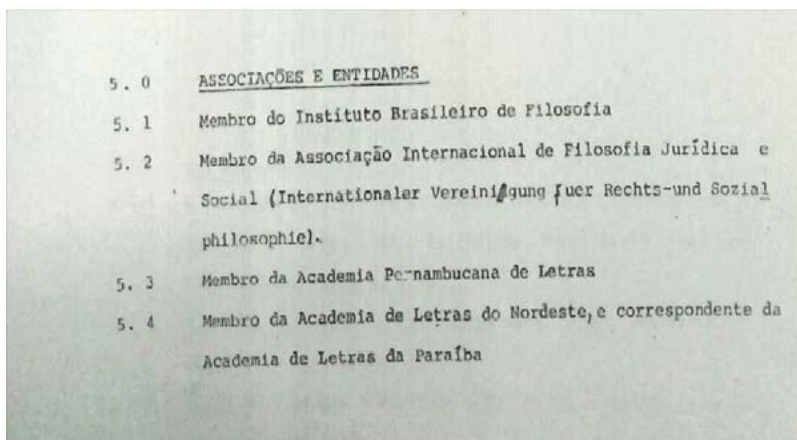 5. 0 ASSOCIAÇÕES E ENTIDADES
5. 1 Membro do Instituto Brasileiro de Filosofia
5. 2 Membro da Associação Internacional de Filosofia Jurídica e
Social (Internationaler Vereinigung fuer Rechts-und Sozial
philosophie).
5. 3 Membro da Academia Pernambucana de Letras
5. 4 Membro da Academia de Letras do Nordeste, e correspondente da
Academia de Letras da Paraíba